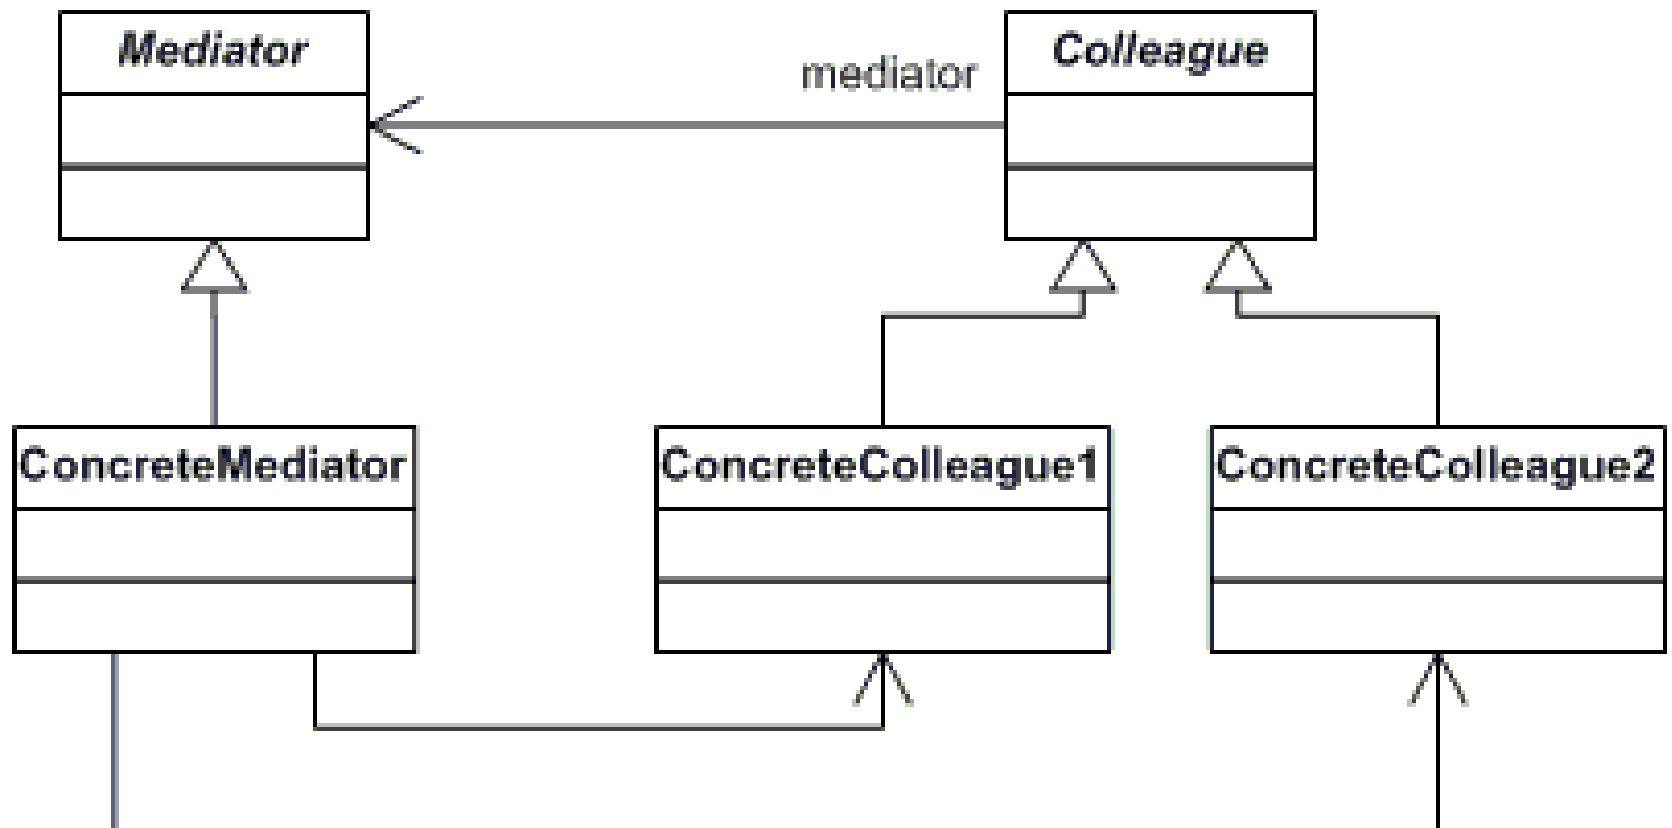 Mediator
Colleague
mediator
ConcreteMediator
ConcreteColleague1
ConcreteColleague2